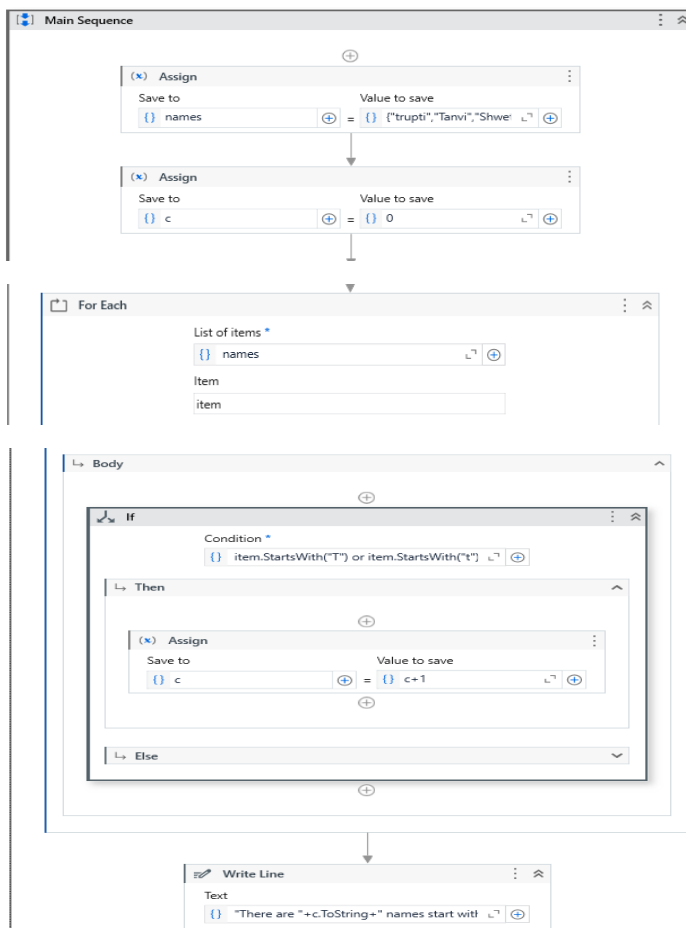 Main Sequence
(x) Assign
Save to Value to save
{} names = {} {"trupti","Tanvi","Shwet
(x) Assign
Save to Value to save
{} c = {} 0
For Each
List of items *
{} names
Item
item
Body
If
Condition *
{} item.StartsWith("T") or item.StartsWith("t")
Then
(x) Assign
Save to Value to save
{} c = {} c+1
Else
Write Line
Text
{} "There are "+c.ToString+" names start with